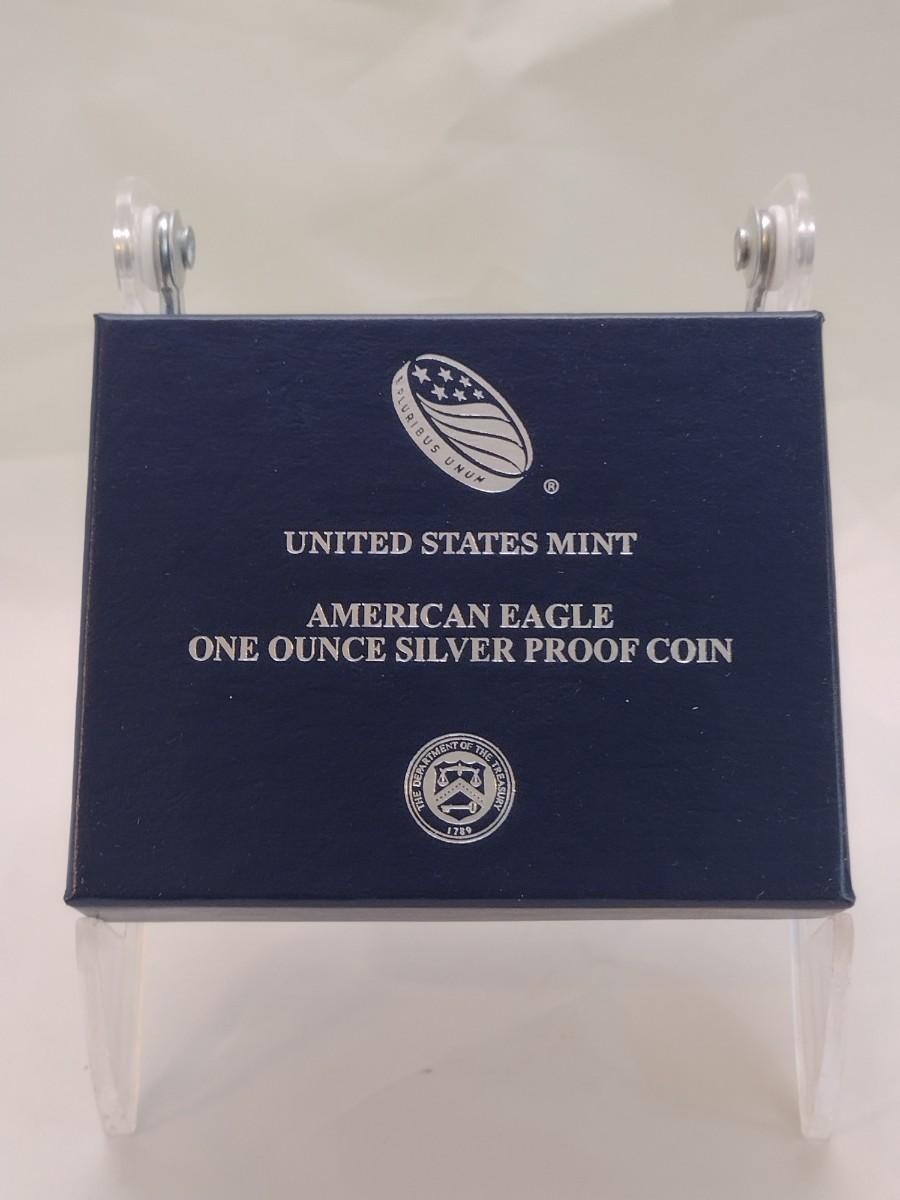 E PLURIBUS UNUM
®
UNITED STATES MINT
AMERICAN EAGLE
ONE OUNCE SILVER PROOF COIN
THE DEPARTMENT OF THE TREASURY
1789